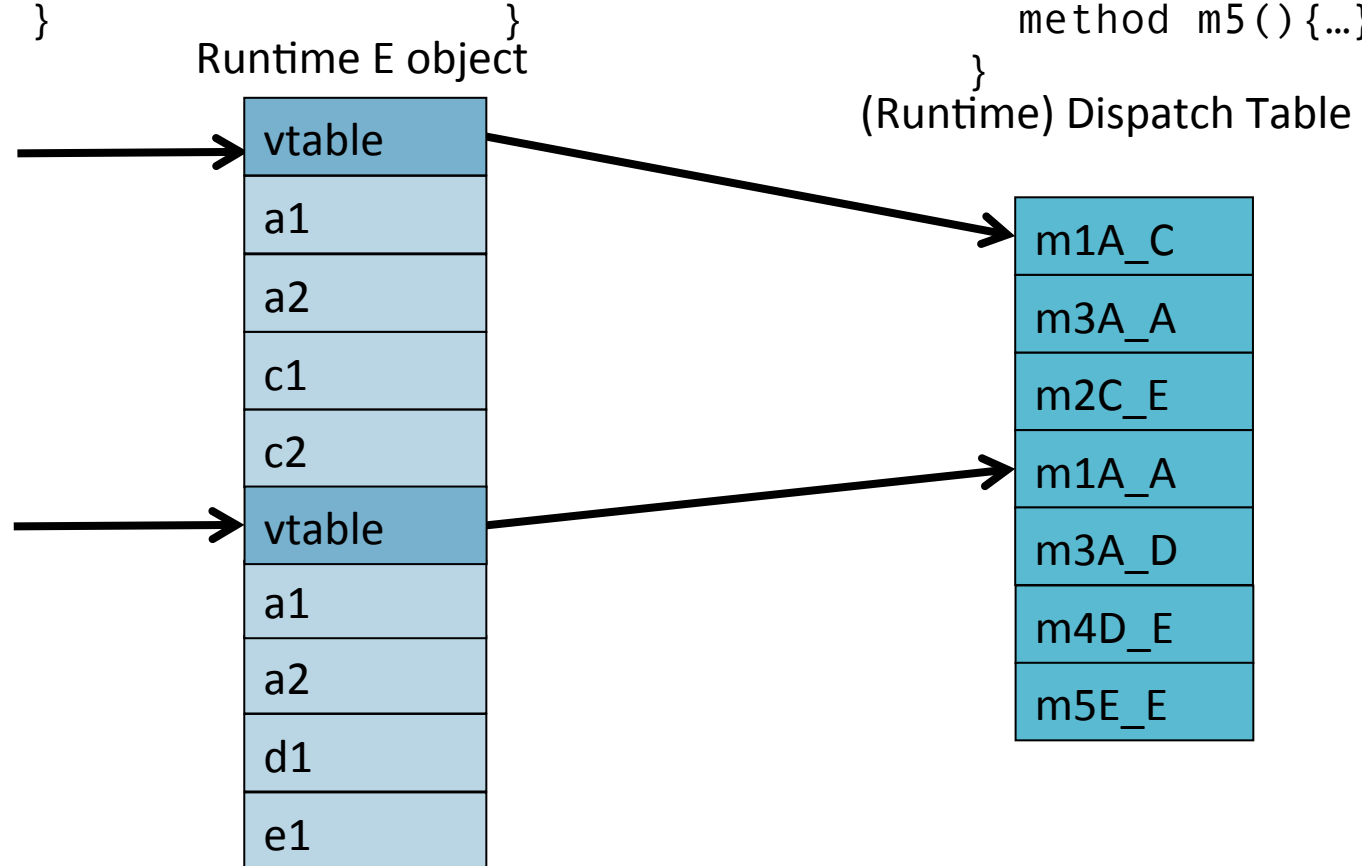 } } method m5(){…}
Runtime E object }
(Runtime) Dispatch Table
vtable
a1
a2
c1
c2
vtable
a1
a2
d1
e1
m1A_C
m3A_A
m2C_E
m1A_A
m3A_D
m4D_E
m5E_E